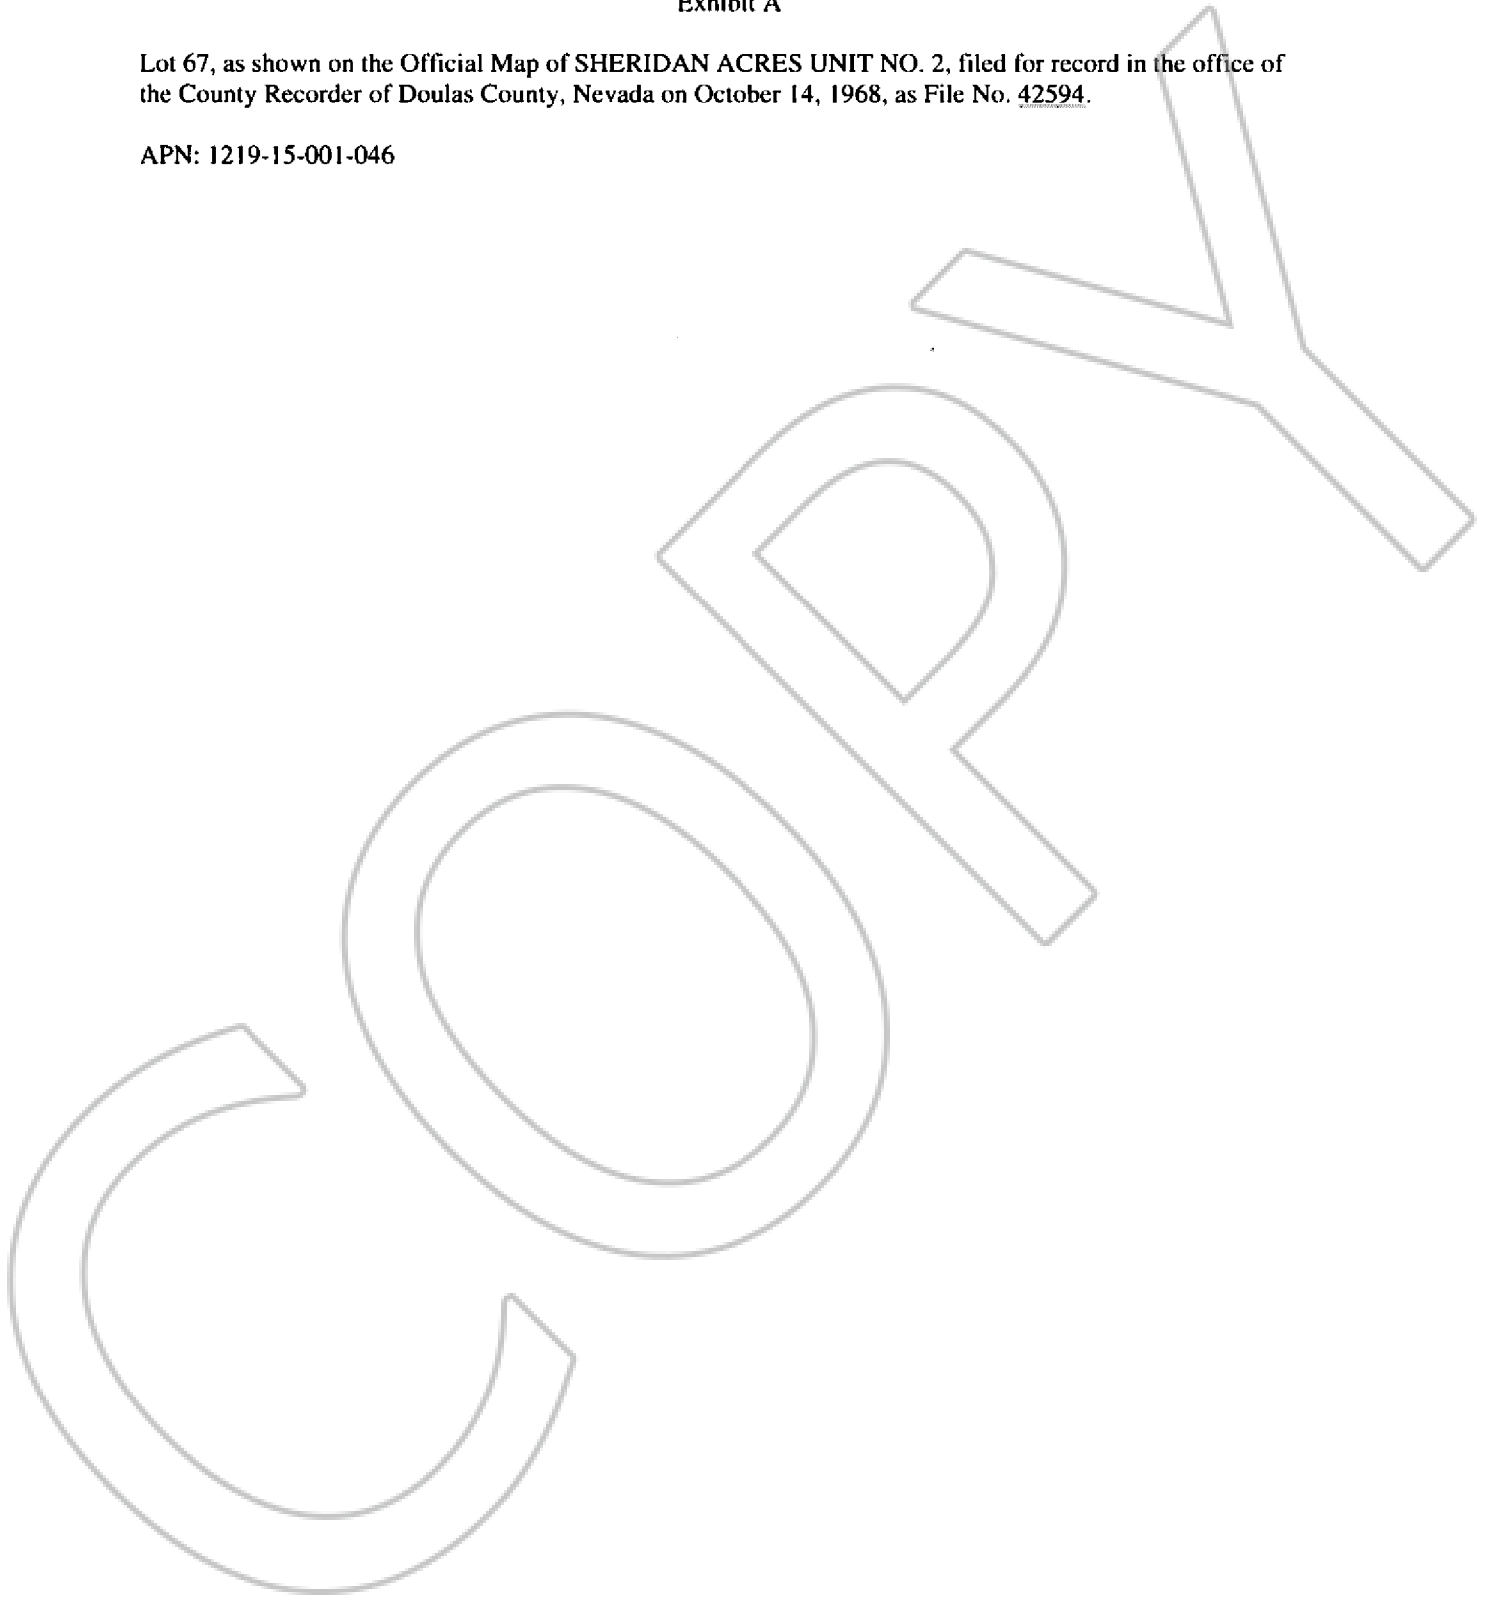 Exhibit A
Lot 67, as shown on the Official Map of SHERIDAN ACRES UNIT NO. 2, filed for record in the office of
the County Recorder of Doulas County, Nevada on October 14, 1968, as File No. 42594.
APN: 1219-15-001-046
COPY